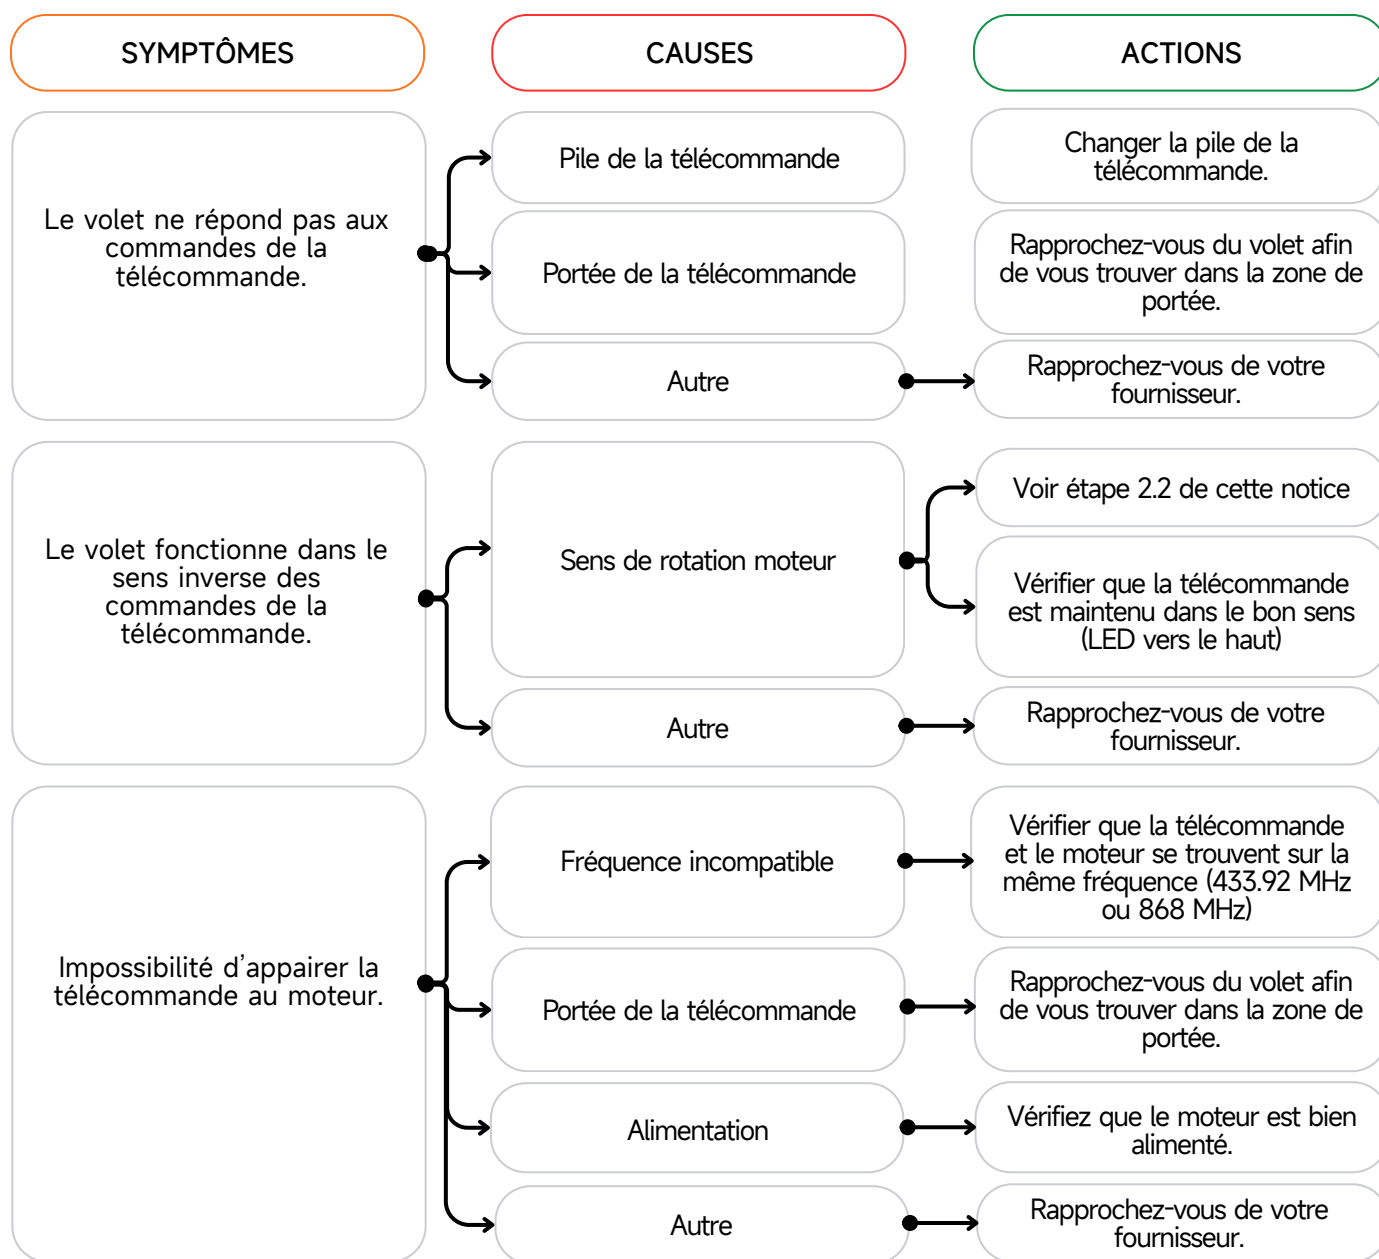 SYMPTÔMES
CAUSES
ACTIONS
Le volet ne répond pas aux
commandes de la
télécommande.
Pile de la télécommande
Changer la pile de la
télécommande.
Portée de la télécommande
Rapprochez-vous du volet afin
de vous trouver dans la zone de
portée.
Autre
Rapprochez-vous de votre
fournisseur.
Le volet fonctionne dans le
sens inverse des
commandes de la
télécommande.
Sens de rotation moteur
Voir étape 2.2 de cette notice
Vérifier que la télécommande
est maintenu dans le bon sens
(LED vers le haut)
Autre
Rapprochez-vous de votre
fournisseur.
Impossibilité d'appairer la
télécommande au moteur.
Fréquence incompatible
Vérifier que la télécommande
et le moteur se trouvent sur la
même fréquence (433.92 MHz
ou 868 MHz)
Portée de la télécommande
Rapprochez-vous du volet afin
de vous trouver dans la zone de
portée.
Alimentation
Vérifiez que le moteur est bien
alimenté.
Autre
Rapprochez-vous de votre
fournisseur.